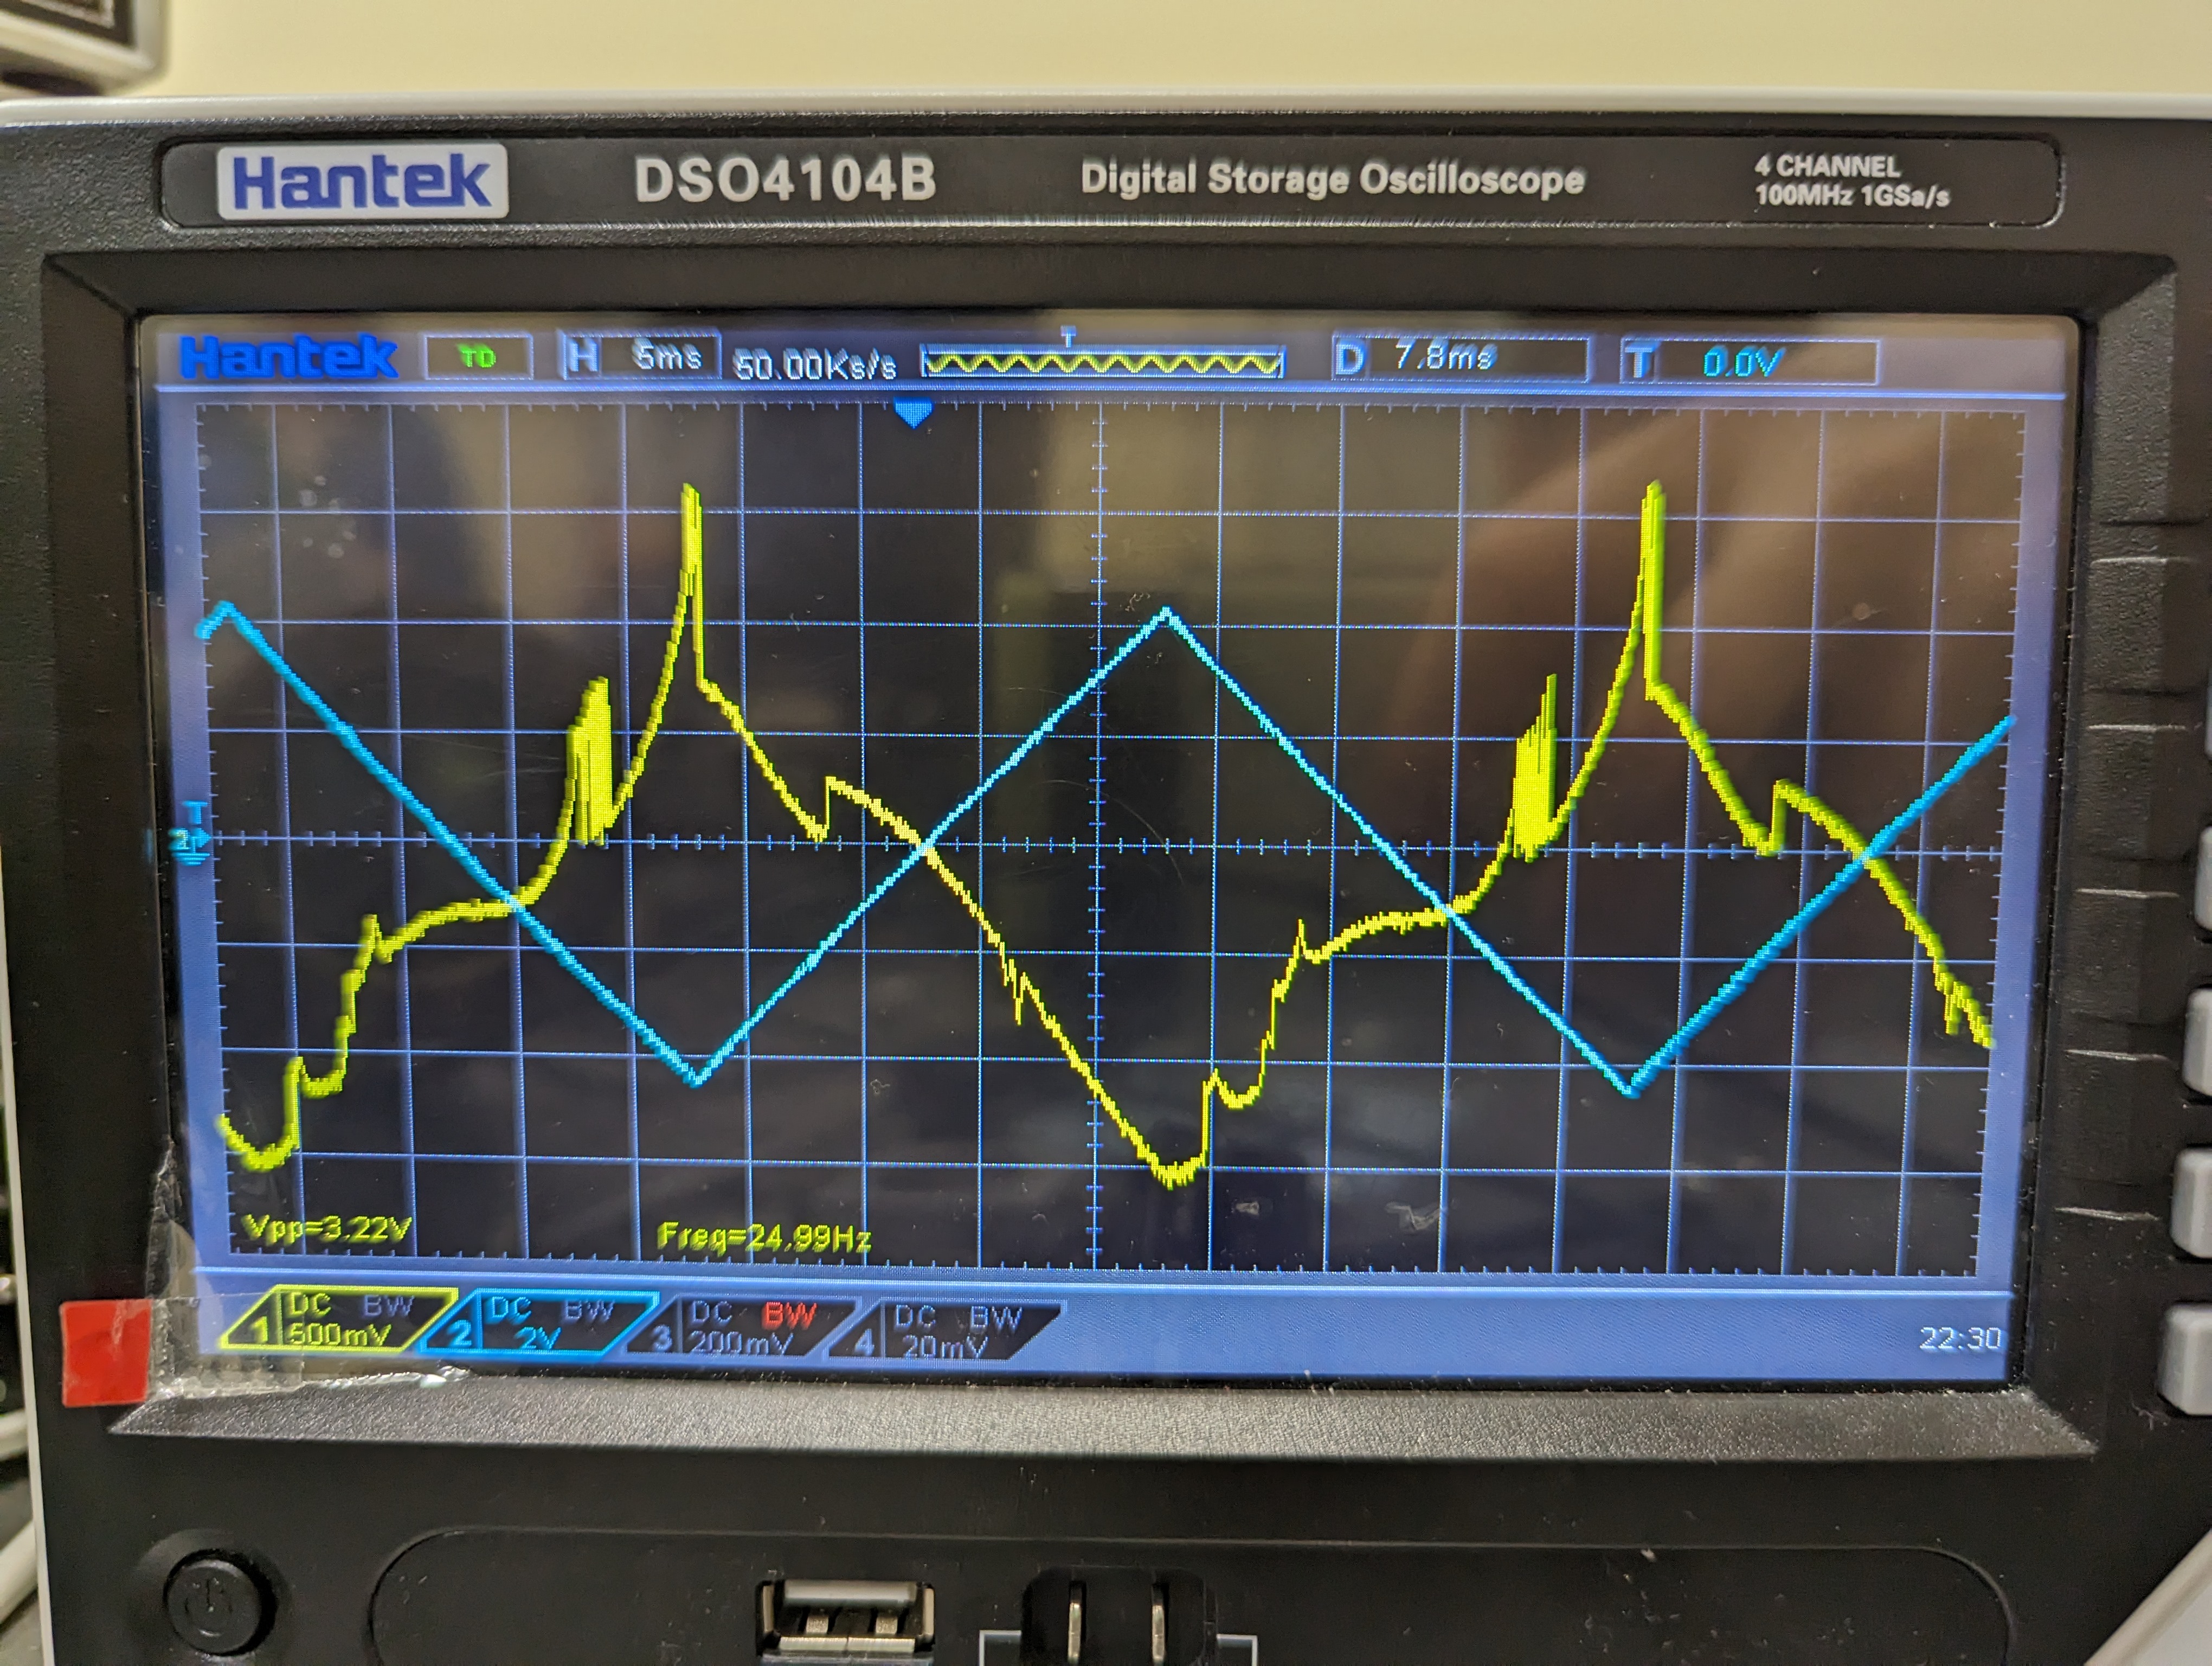 Hantek DSO4104B Digital Storage Oscilloscope 4 CHANNEL
100MHz 1GSa/s
Hantek TD H 5ms 50.00Ks/s T D 7.8ms T 0.0V
T
2
Vpp=3.22V Freq=24.99Hz
1 DC BW 500mV 2 DC BW 2V 3 DC BW 200mV 4 DC BW 20mV
22:30